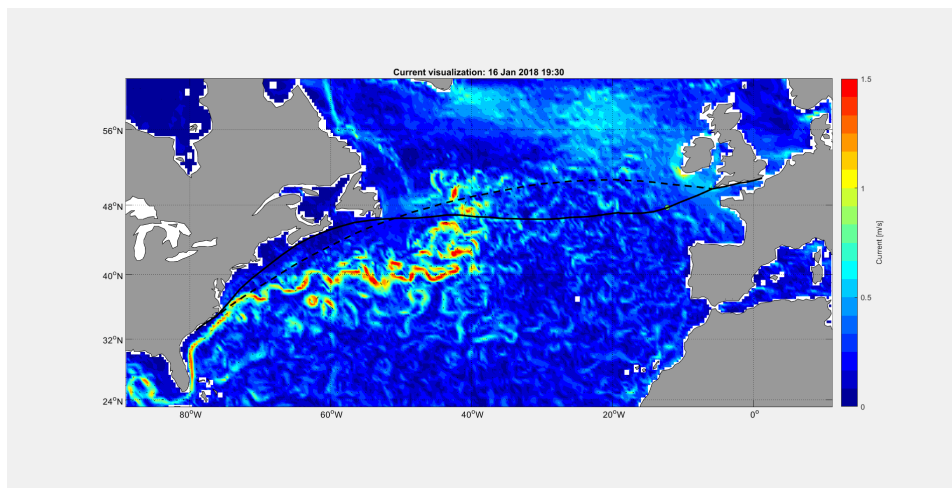 Current visualization: 16 Jan 2018 19:30
56°N
48°N
40°N
32°N
24°N
80°W
60°W
40°W
20°W
0°
1.5
1
0.5
0
Current [m/s]